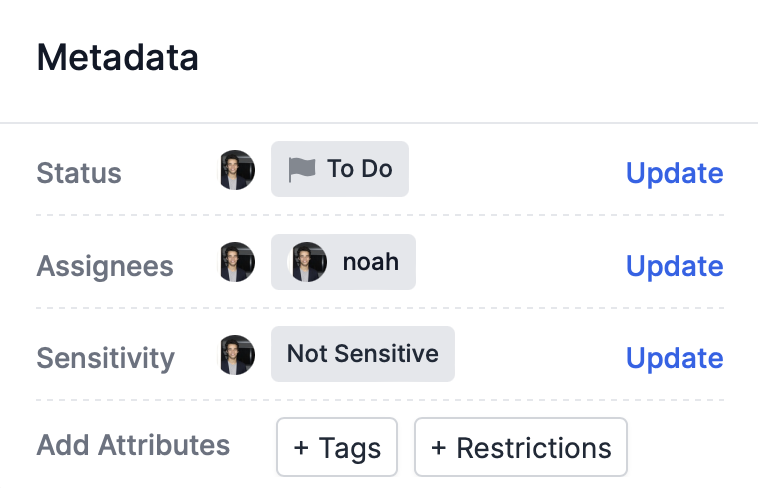 Metadata
Status To Do Update
Assignees noah Update
Sensitivity Not Sensitive Update
Add Attributes + Tags + Restrictions